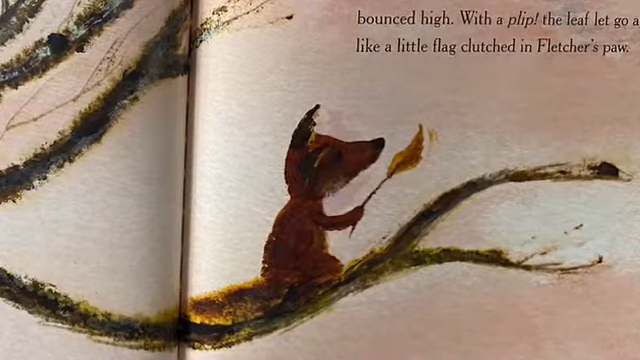 bounced high. With a plip! the leaf let go a
like a little flag clutched in Fletcher's paw.